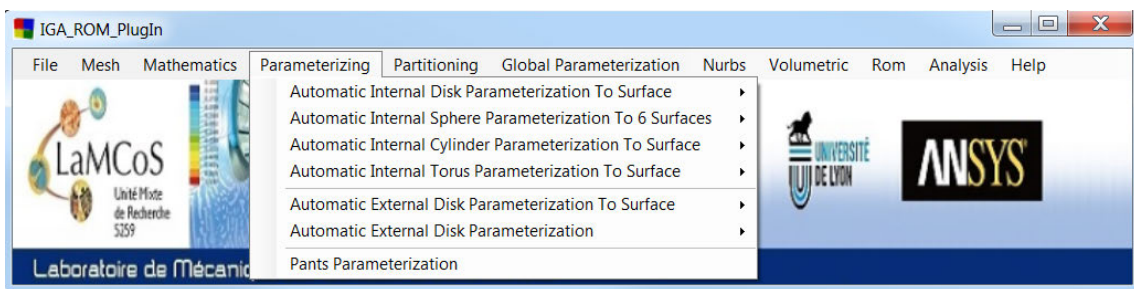 IGA_ROM_PlugIn
File Mesh Mathematics Parameterizing Partitioning Global Parameterization Nurbs Volumetric Rom Analysis Help
Automatic Internal Disk Parameterization To Surface
Automatic Internal Sphere Parameterization To 6 Surfaces
Automatic Internal Cylinder Parameterization To Surface
Automatic Internal Torus Parameterization To Surface
Automatic External Disk Parameterization To Surface
Automatic External Disk Parameterization
Pants Parameterization
LaMCoS
Unité Mixte
de Recherche
5259
UNIVERSITÉ
DE LYON
ANSYS
Laboratoire de Mécaniq